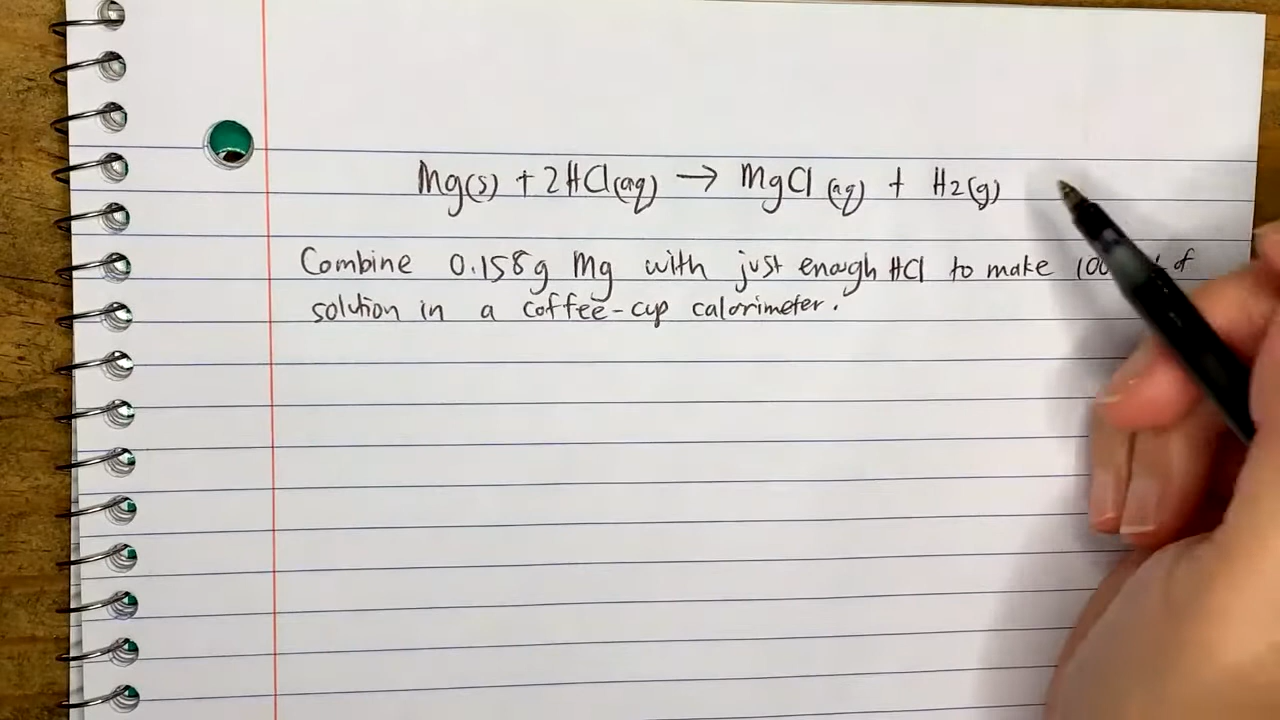 Mg(s) + 2HCl(aq) → MgCl (aq) + H2(g)
Combine 0.158g Mg with just enough HCl to make of
solution in a coffee-cup calorimeter.